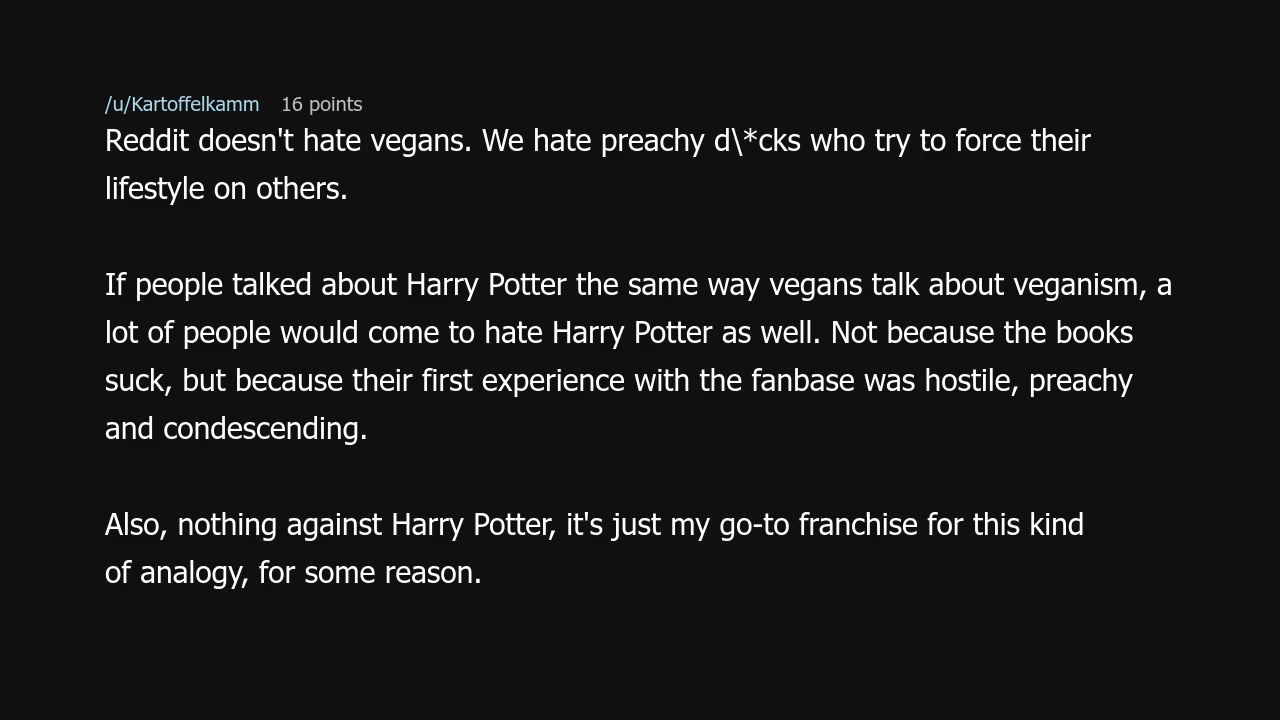 /u/Kartoffelkamm 16 points
Reddit doesn't hate vegans. We hate preachy d\*cks who try to force their
lifestyle on others.
If people talked about Harry Potter the same way vegans talk about veganism, a
lot of people would come to hate Harry Potter as well. Not because the books
suck, but because their first experience with the fanbase was hostile, preachy
and condescending.
Also, nothing against Harry Potter, it's just my go-to franchise for this kind
of analogy, for some reason.